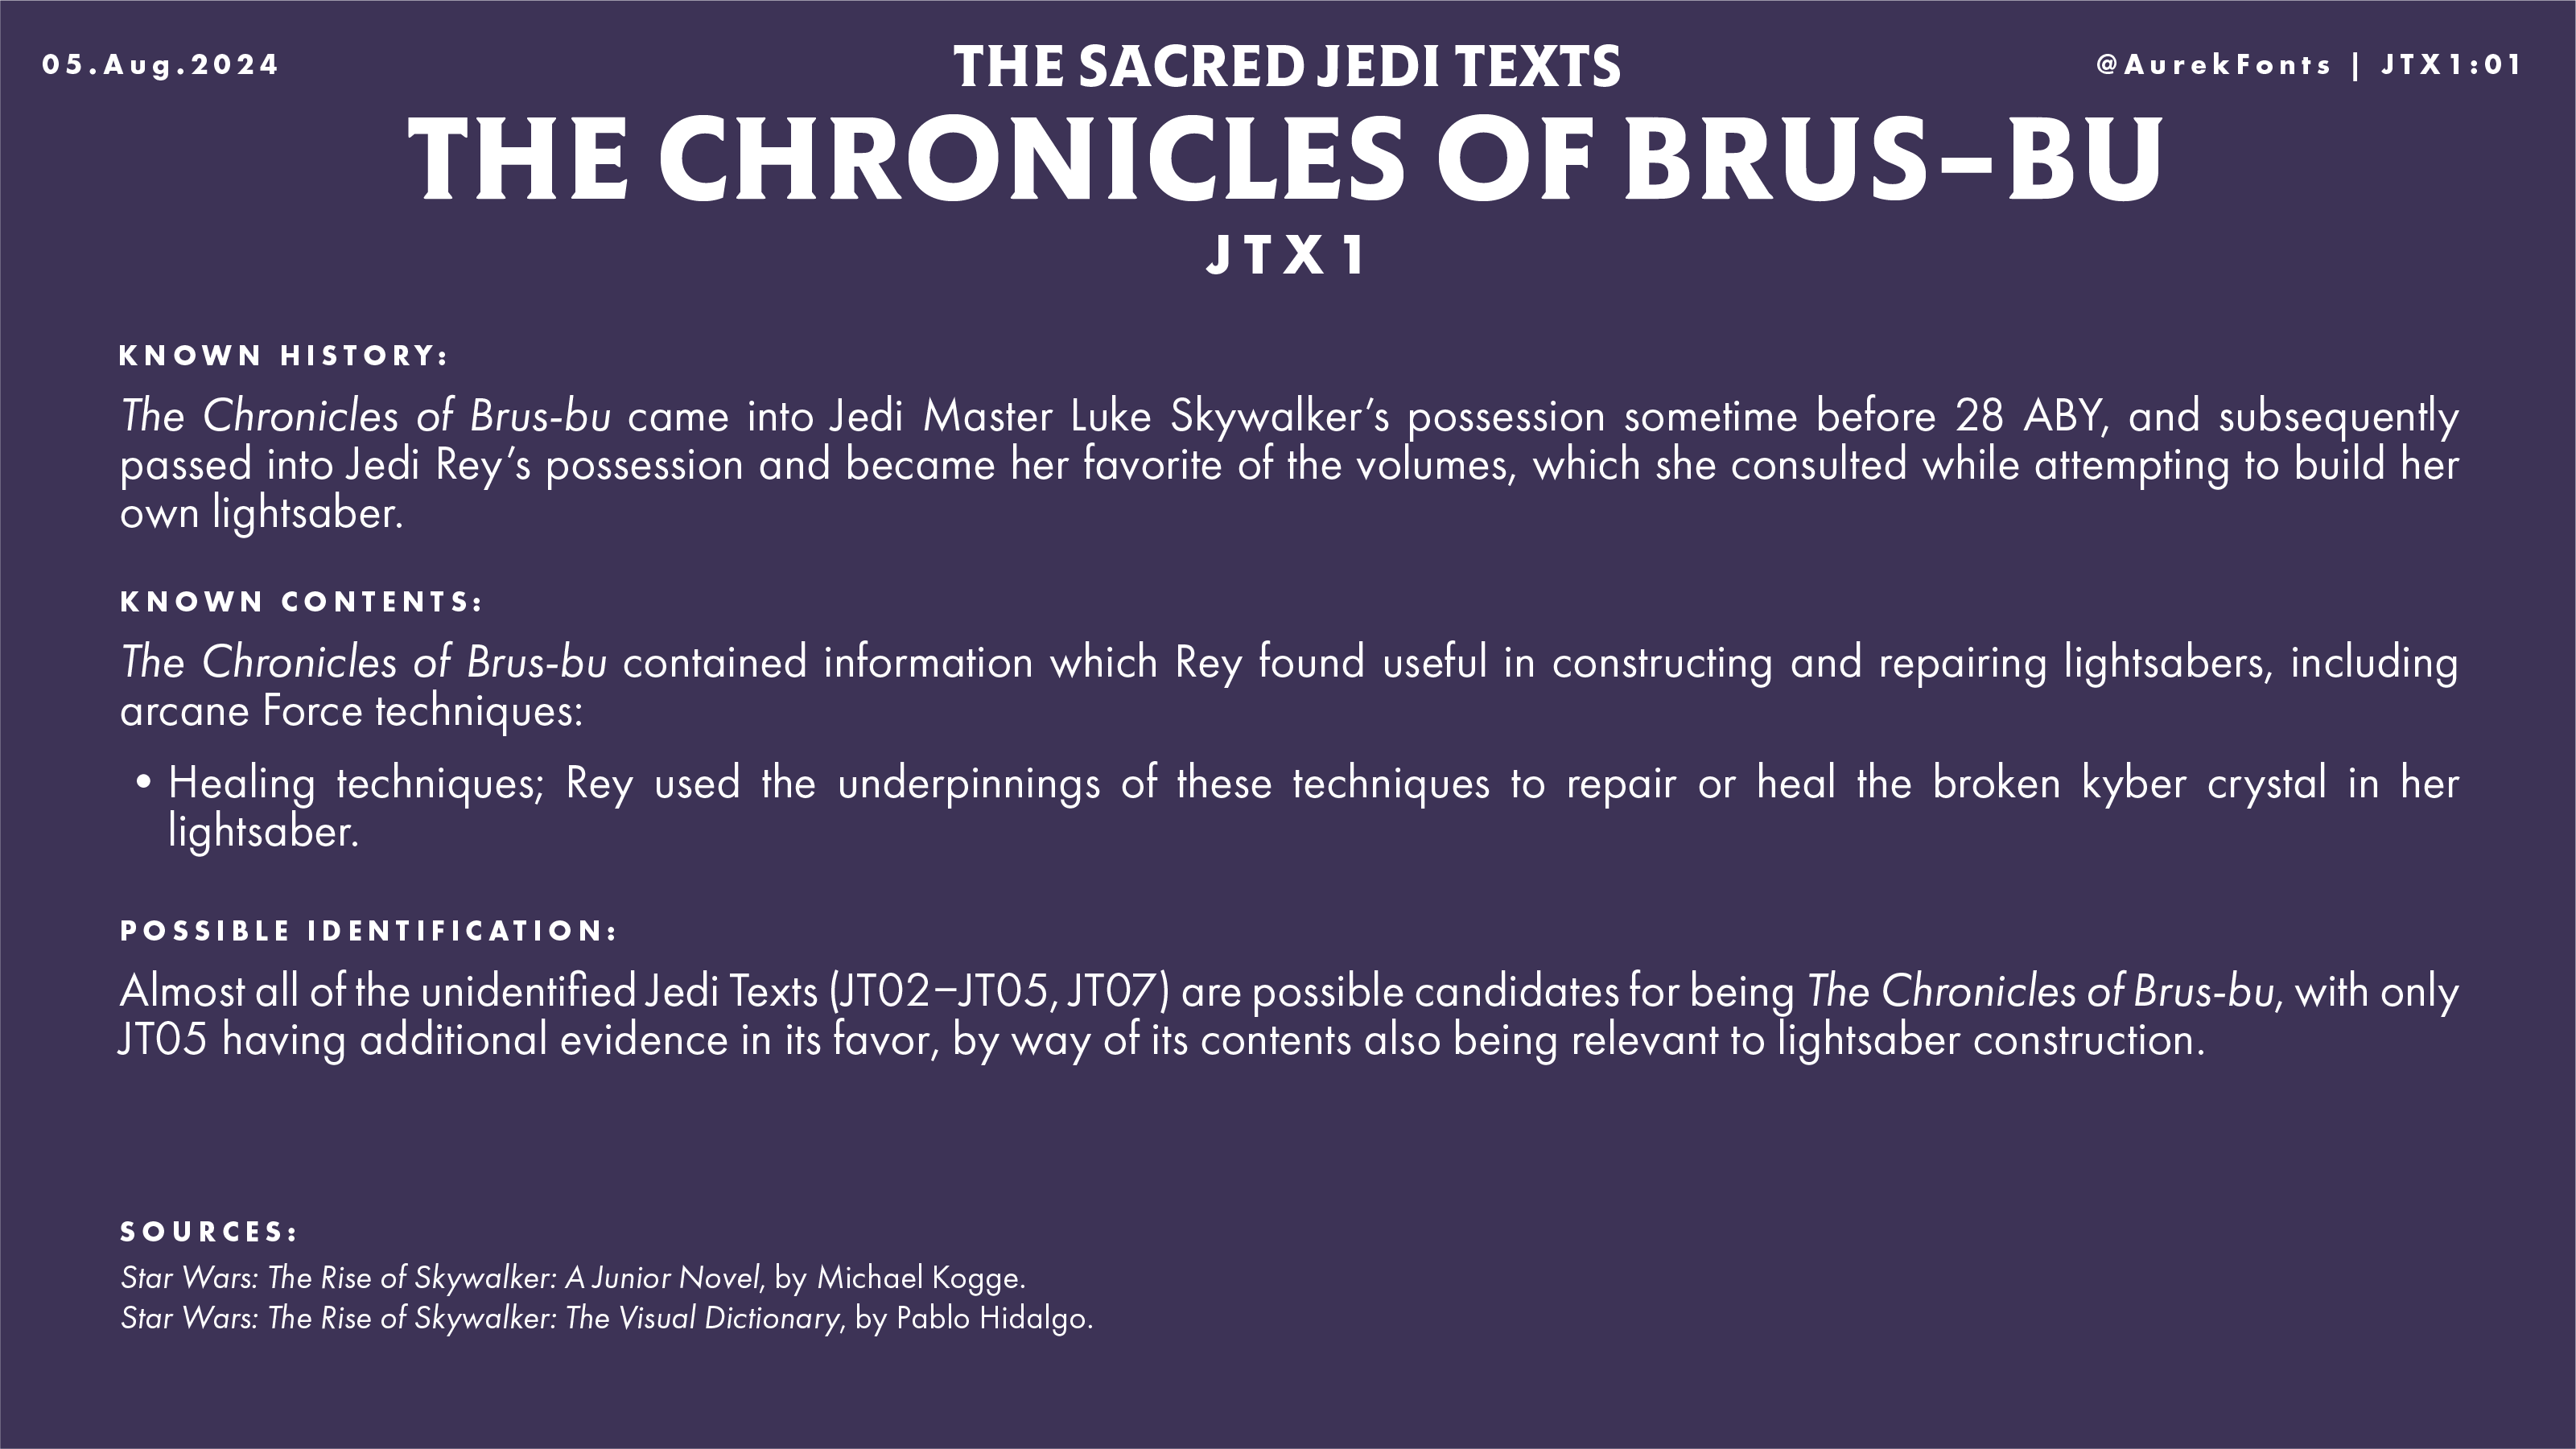 05.Aug.2024
THE SACRED JEDI TEXTS
@AurekFonts | JTX1:01
THE CHRONICLES OF BRUS–BU
JTX1
KNOWN HISTORY:
The Chronicles of Brus-bu came into Jedi Master Luke Skywalker’s possession sometime before 28 ABY, and subsequently
passed into Jedi Rey’s possession and became her favorite of the volumes, which she consulted while attempting to build her
own lightsaber.
KNOWN CONTENTS:
The Chronicles of Brus-bu contained information which Rey found useful in constructing and repairing lightsabers, including
arcane Force techniques:
• Healing techniques; Rey used the underpinnings of these techniques to repair or heal the broken kyber crystal in her
lightsaber.
POSSIBLE IDENTIFICATION:
Almost all of the unidentified Jedi Texts (JT02–JT05, JT07) are possible candidates for being The Chronicles of Brus-bu, with only
JT05 having additional evidence in its favor, by way of its contents also being relevant to lightsaber construction.
SOURCES:
Star Wars: The Rise of Skywalker: A Junior Novel, by Michael Kogge.
Star Wars: The Rise of Skywalker: The Visual Dictionary, by Pablo Hidalgo.